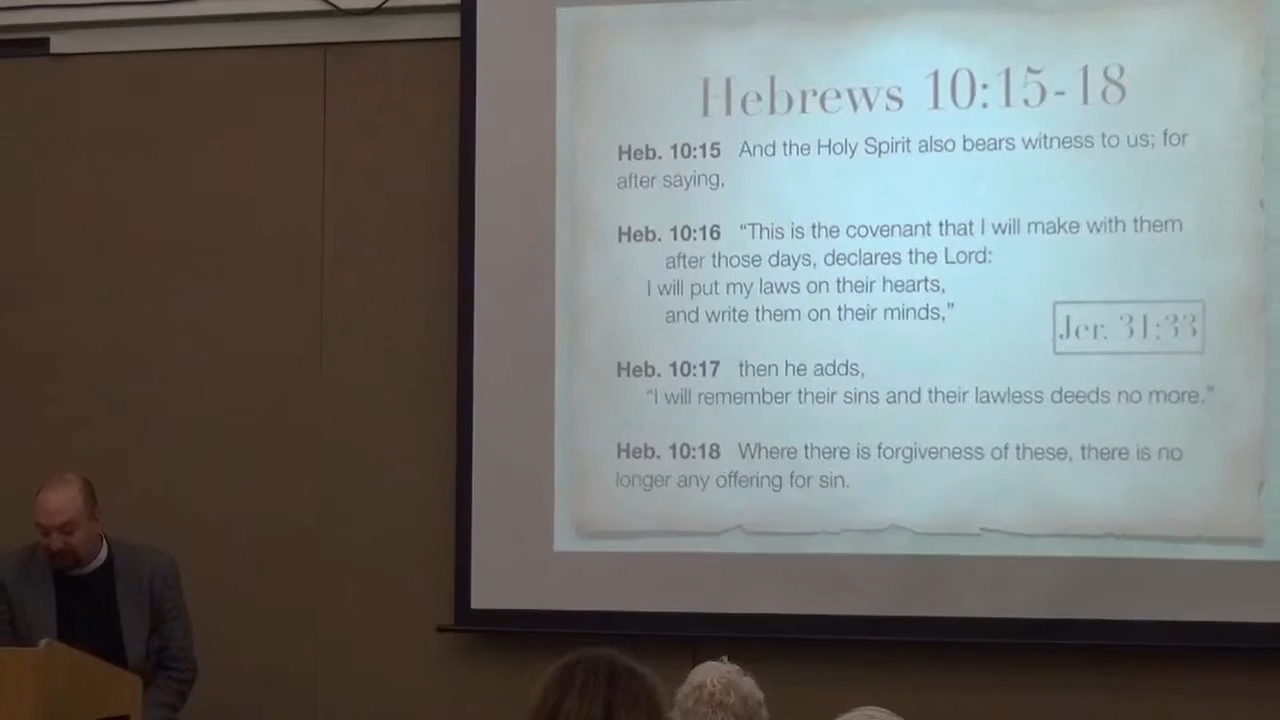 Hebrews 10:15-18
Heb. 10:15 And the Holy Spirit also bears witness to us; for
after saying,
Heb. 10:16 “This is the covenant that I will make with them
after those days, declares the Lord:
I will put my laws on their hearts,
and write them on their minds,”
Jer. 31:33
Heb. 10:17 then he adds,
“I will remember their sins and their lawless deeds no more.”
Heb. 10:18 Where there is forgiveness of these, there is no
longer any offering for sin.